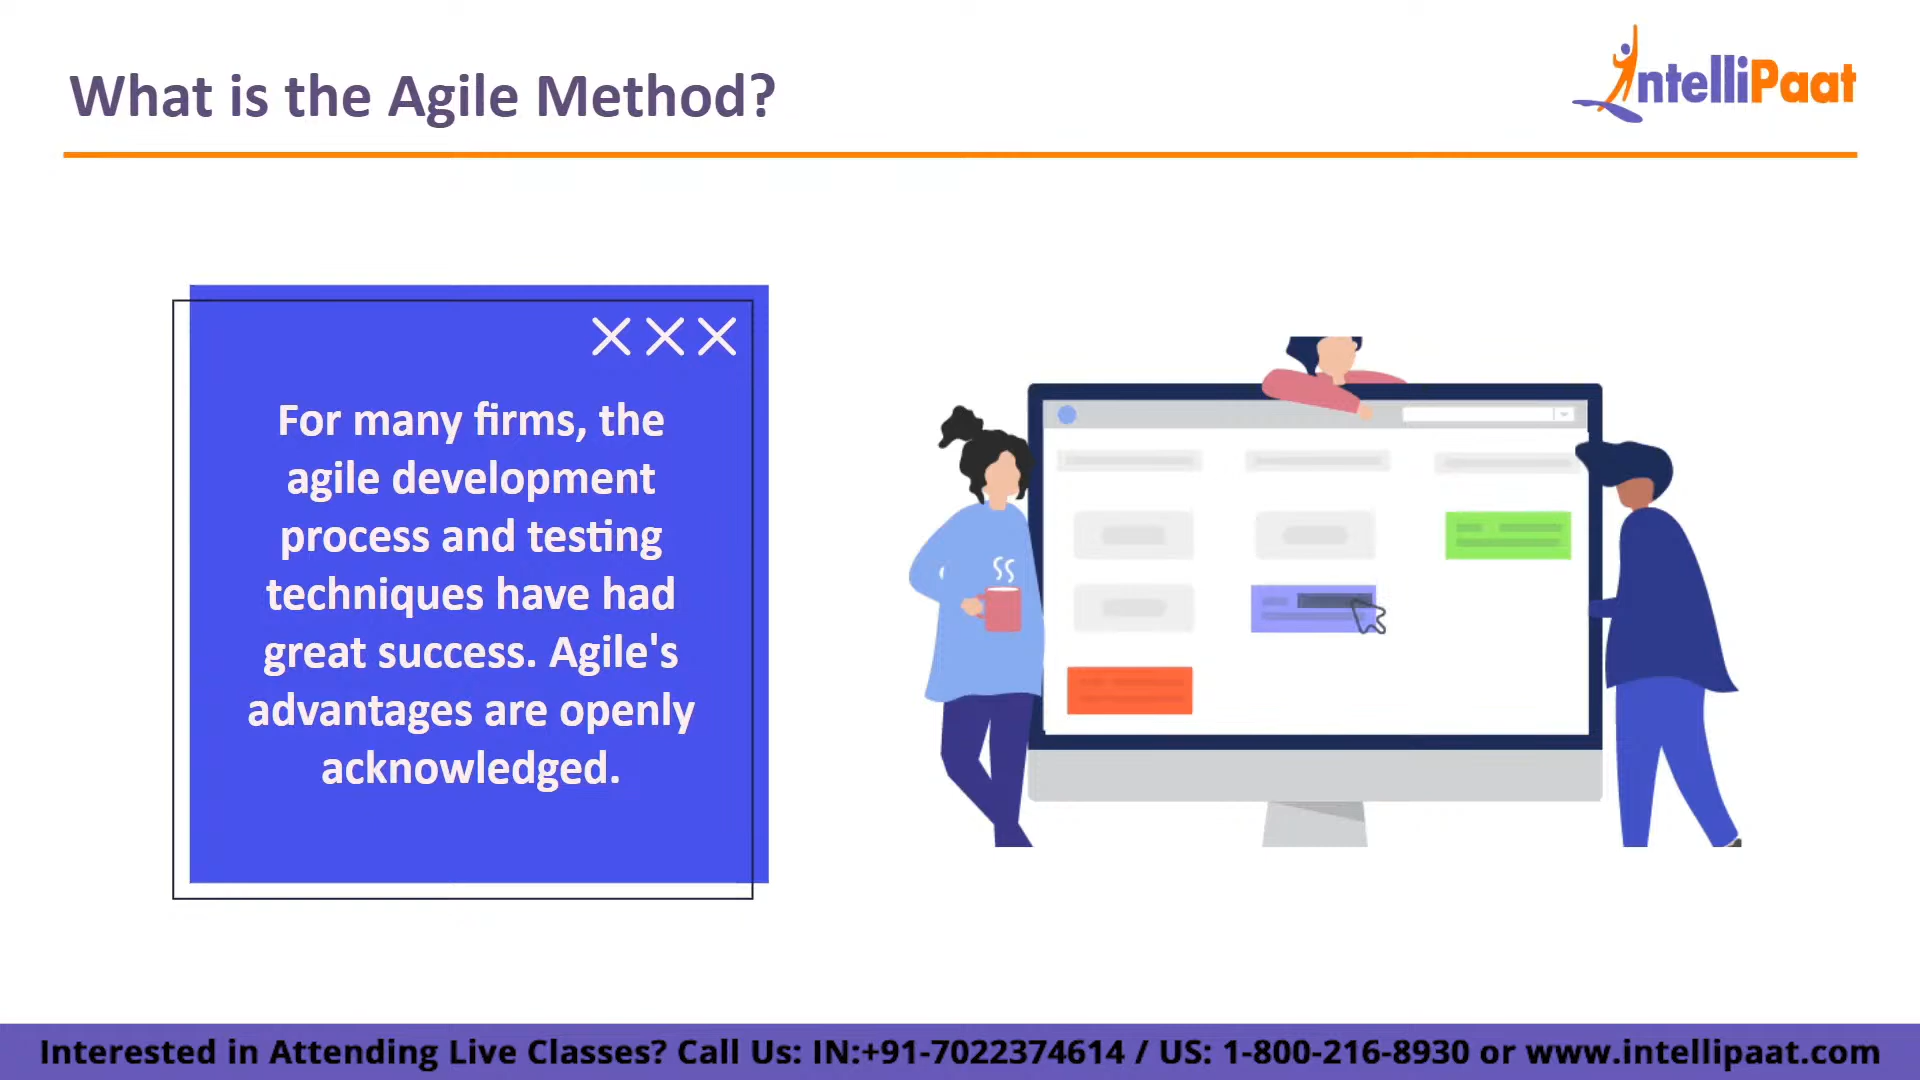 What is the Agile Method?
IntelliPaat
For many firms, the
agile development
process and testing
techniques have had
great success. Agile's
advantages are openly
acknowledged.
Interested in Attending Live Classes? Call Us: IN:+91-7022374614 / US: 1-800-216-8930 or www.intellipaat.com